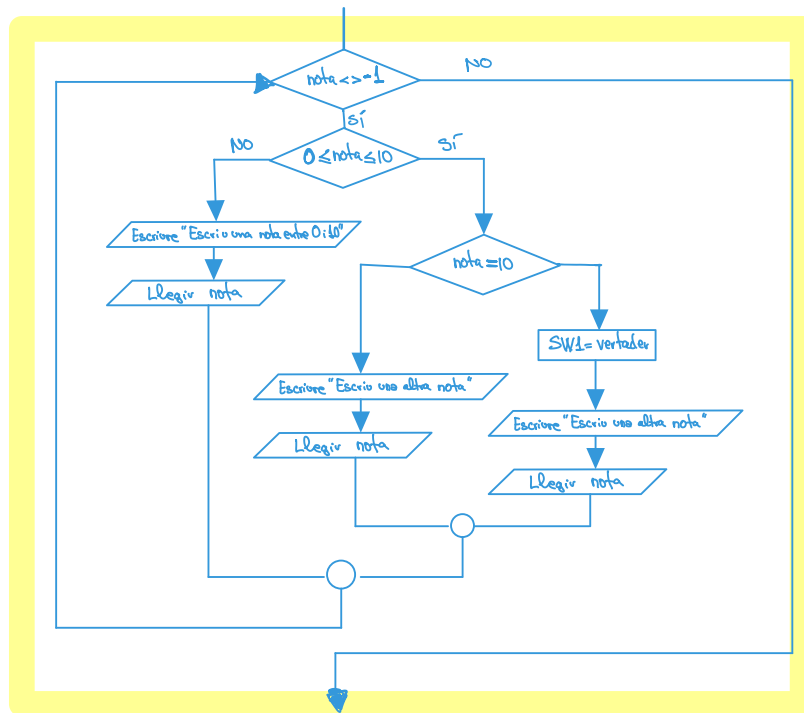 nota<>-1
NO
SÍ
NO
0≤nota≤10
SÍ
Escriure "Escriu una nota entre 0 i 10"
Llegir nota
nota=10
SW1= vertader
Escriure "Escriu una altra nota"
Llegir nota
Escriure "Escriu una altra nota"
Llegir nota